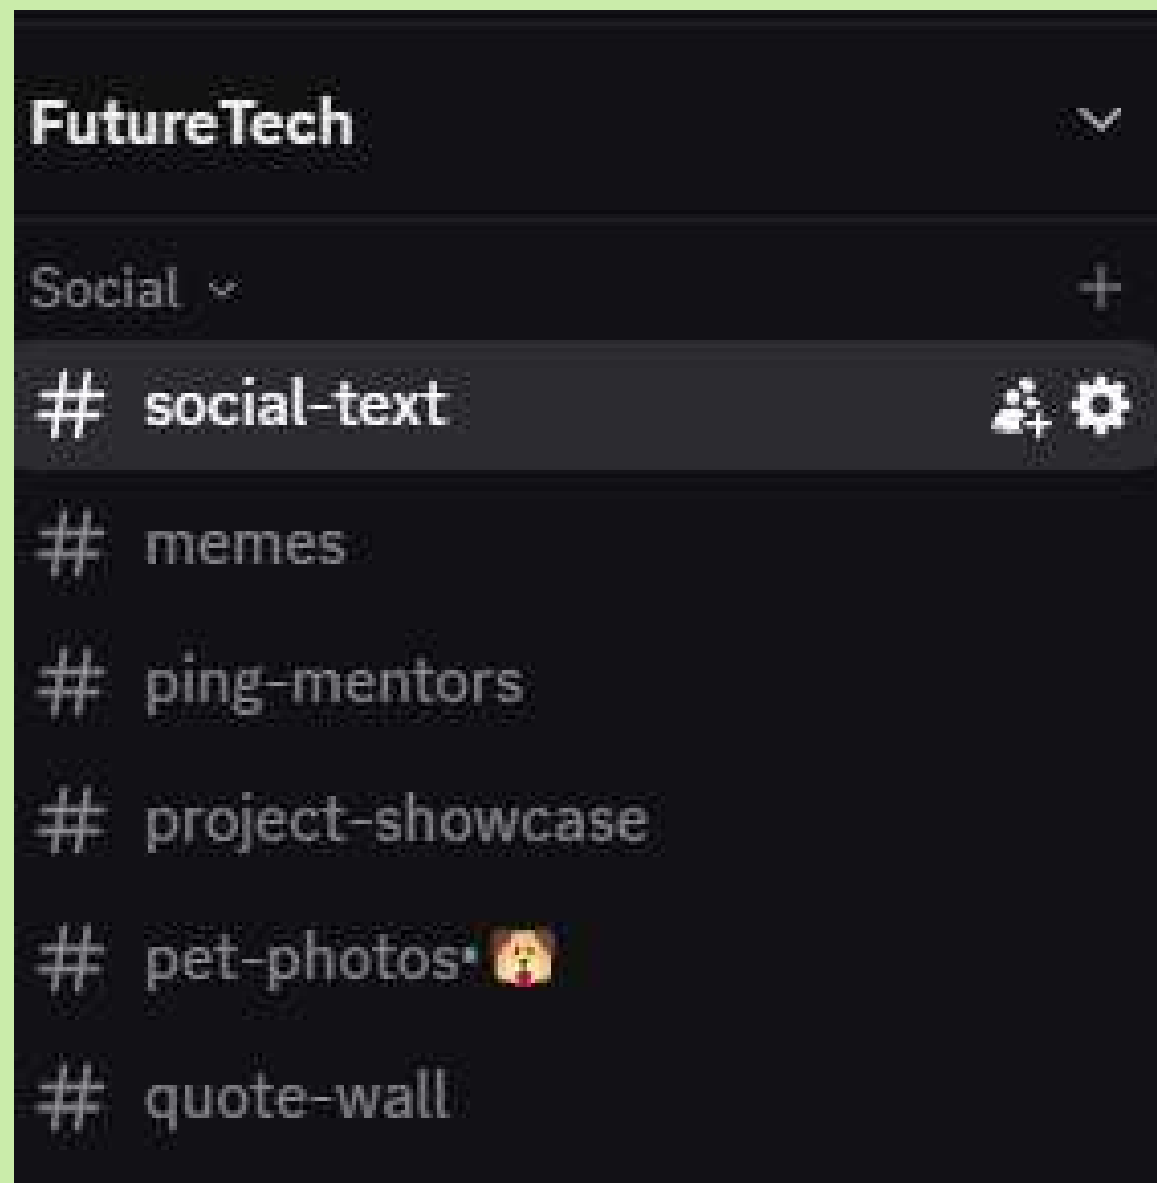 FutureTech
Social
# social-text
# memes
# ping-mentors
# project-showcase
# pet-photos•🐶
# quote-wall